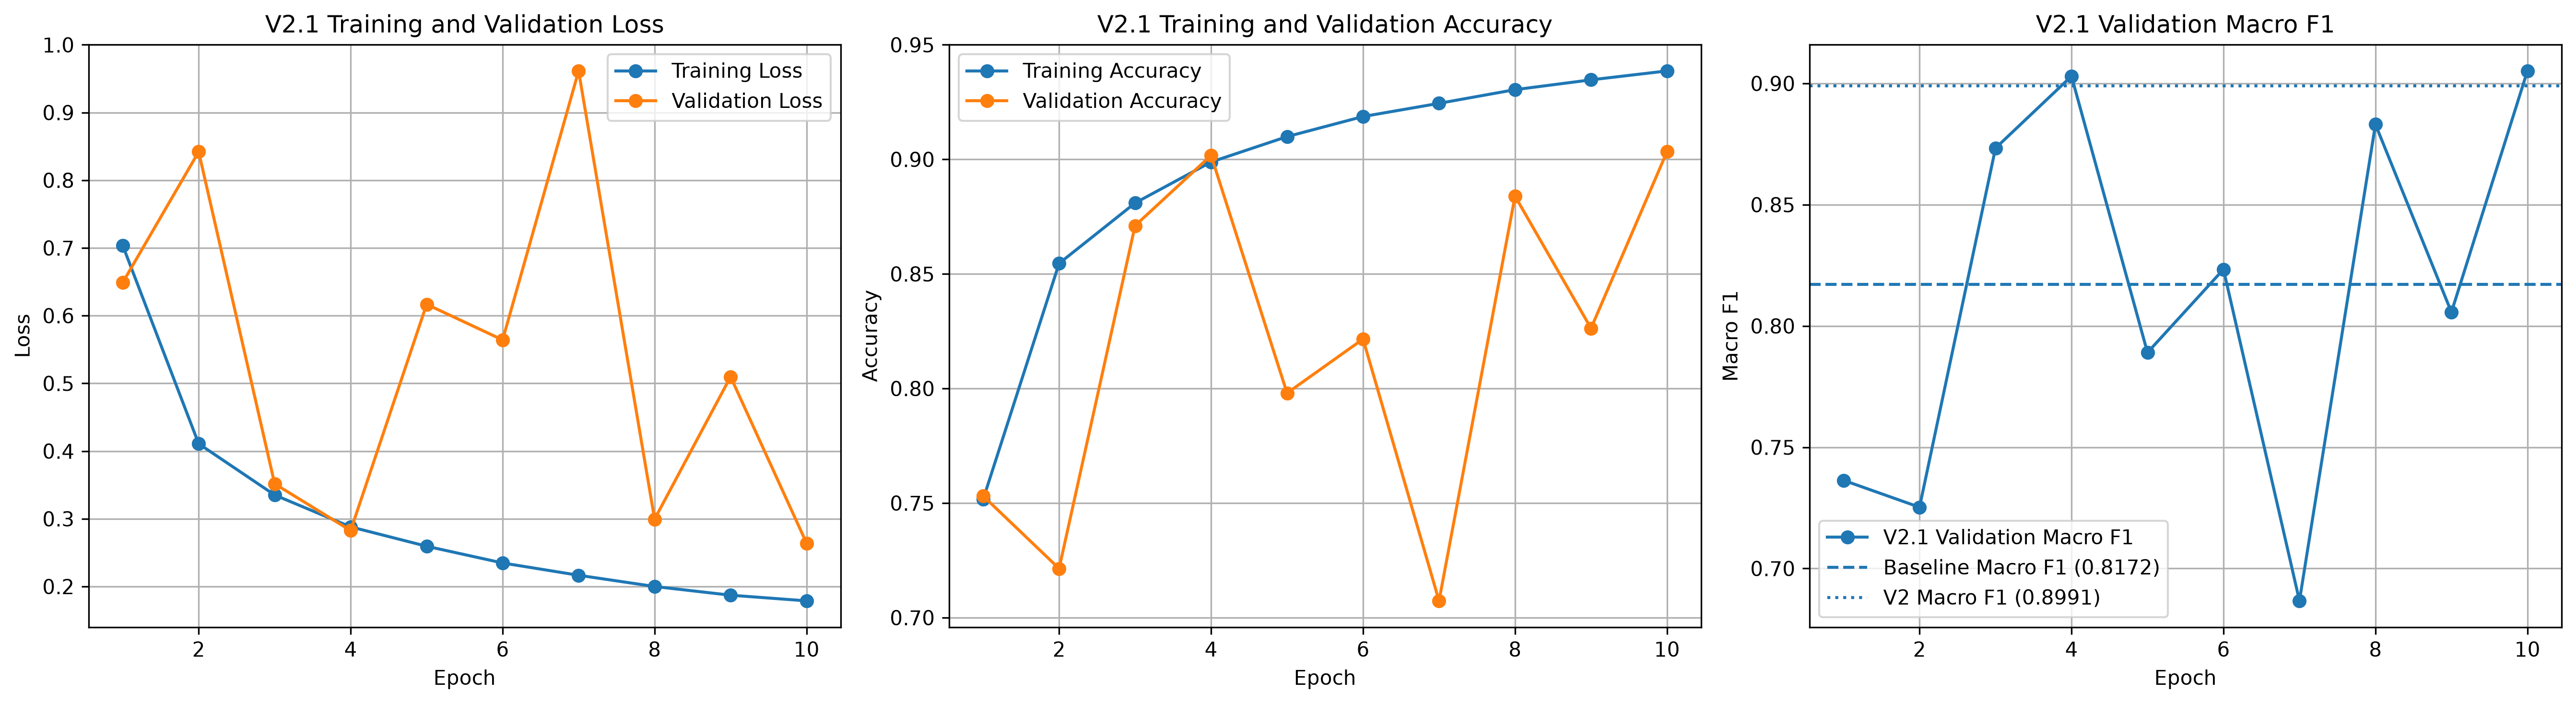 V2.1 Training and Validation Loss
1.0
0.9
0.8
0.7
0.6
0.5
0.4
0.3
0.2
Loss
Training Loss
Validation Loss
2 4 6 8 10
Epoch
V2.1 Training and Validation Accuracy
0.95
0.90
0.85
0.80
0.75
0.70
Accuracy
Training Accuracy
Validation Accuracy
2 4 6 8 10
Epoch
V2.1 Validation Macro F1
0.90
0.85
0.80
0.75
0.70
Macro F1
V2.1 Validation Macro F1
Baseline Macro F1 (0.8172)
V2 Macro F1 (0.8991)
2 4 6 8 10
Epoch